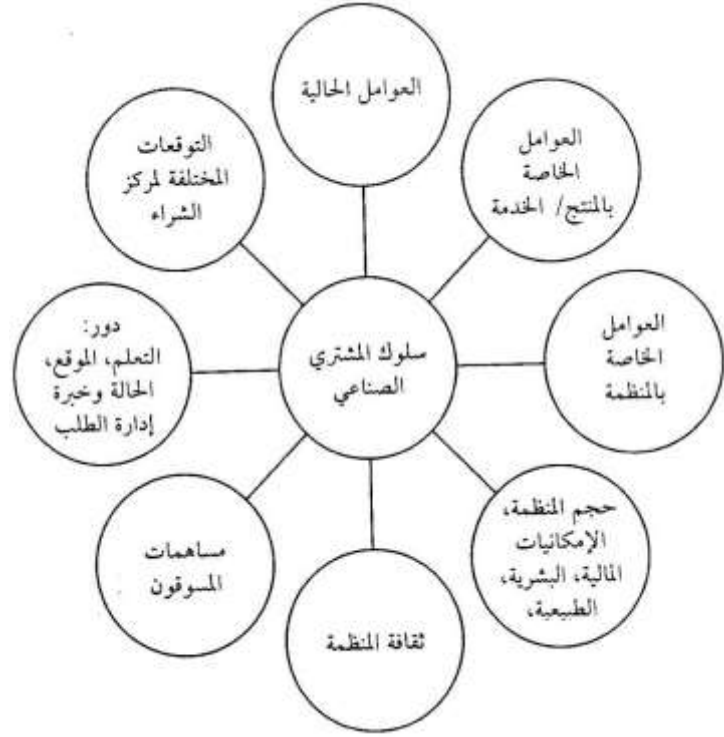 العوامل الحالية
العوامل
الخاصة
بالمنتج/ الخدمة
التوقعات
المختلفة لمركز
الشراء
العوامل
الخاصة
بالمنظمة
سلوك المشتري
الصناعي
دور:
التعلم، الموقع،
الحالة وخبرة
إدارة الطلب
حجم المنظمة،
الإمكانيات
المالية، البشرية،
الطبيعية،
مساهمات
المسوقون
ثقافة المنظمة